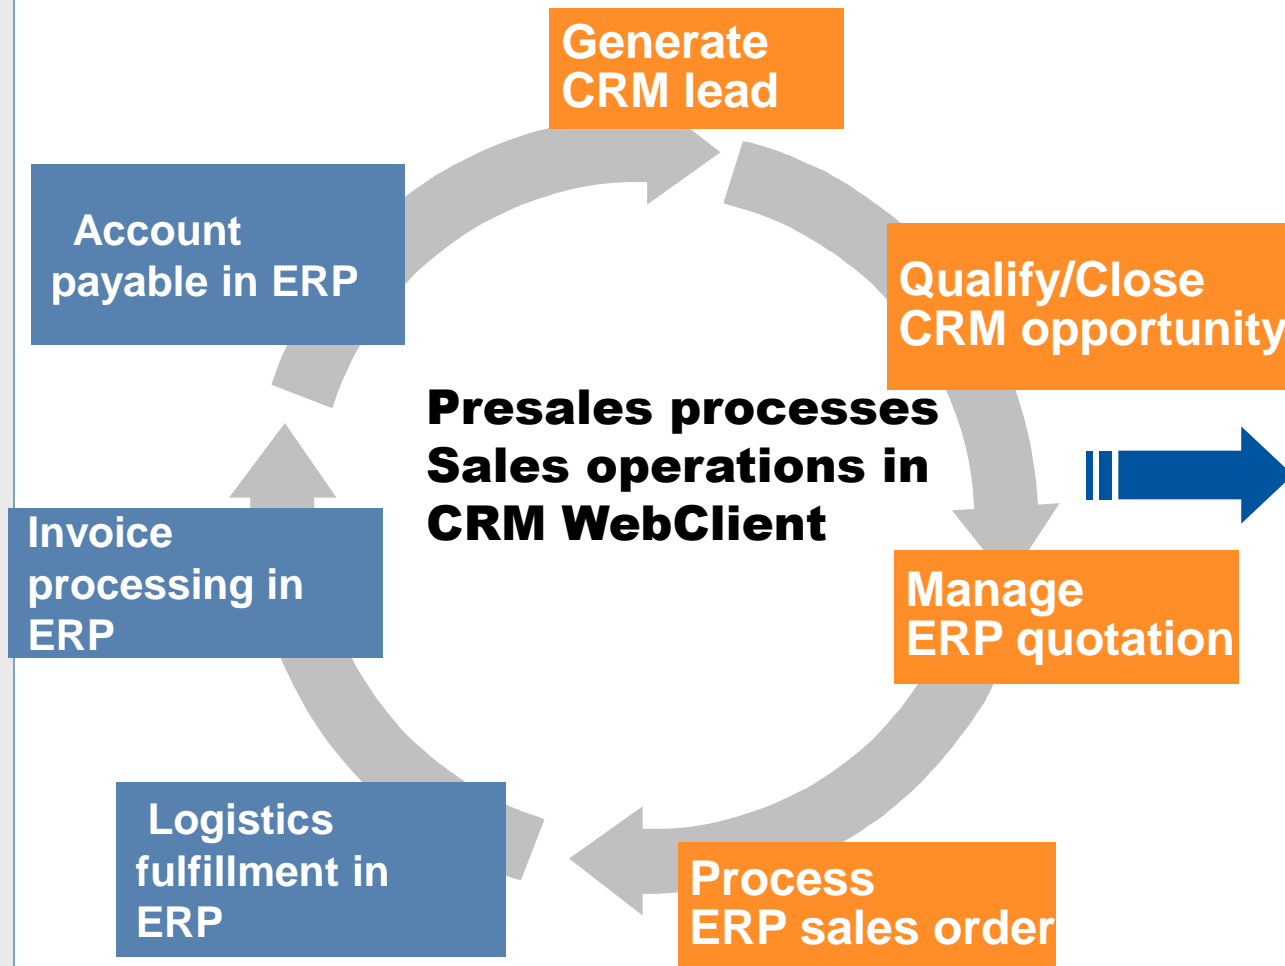 Generate
CRM lead
Account
payable in ERP
Qualify/Close
CRM opportunity
Presales processes
Sales operations in
CRM WebClient
Invoice
processing in
ERP
Manage
ERP quotation
Logistics
fulfillment in
ERP
Process
ERP sales order